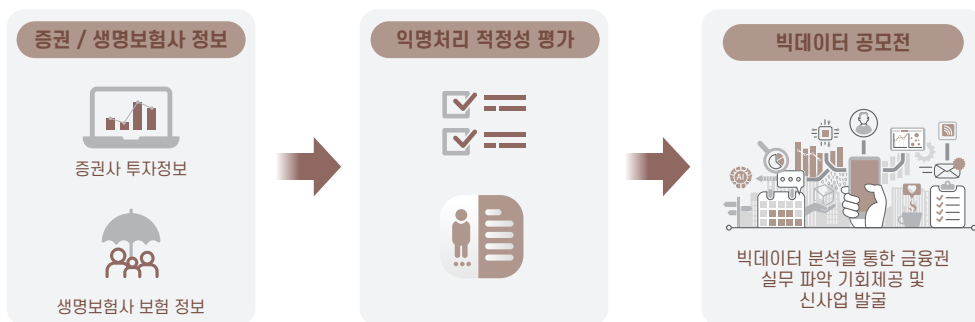 증권 / 생명보험사 정보
증권사 투자정보
생명보험사 보험 정보
익명처리 적정성 평가
빅데이터 공모전
AI
빅데이터 분석을 통한 금융권
실무 파악 기회제공 및
신사업 발굴